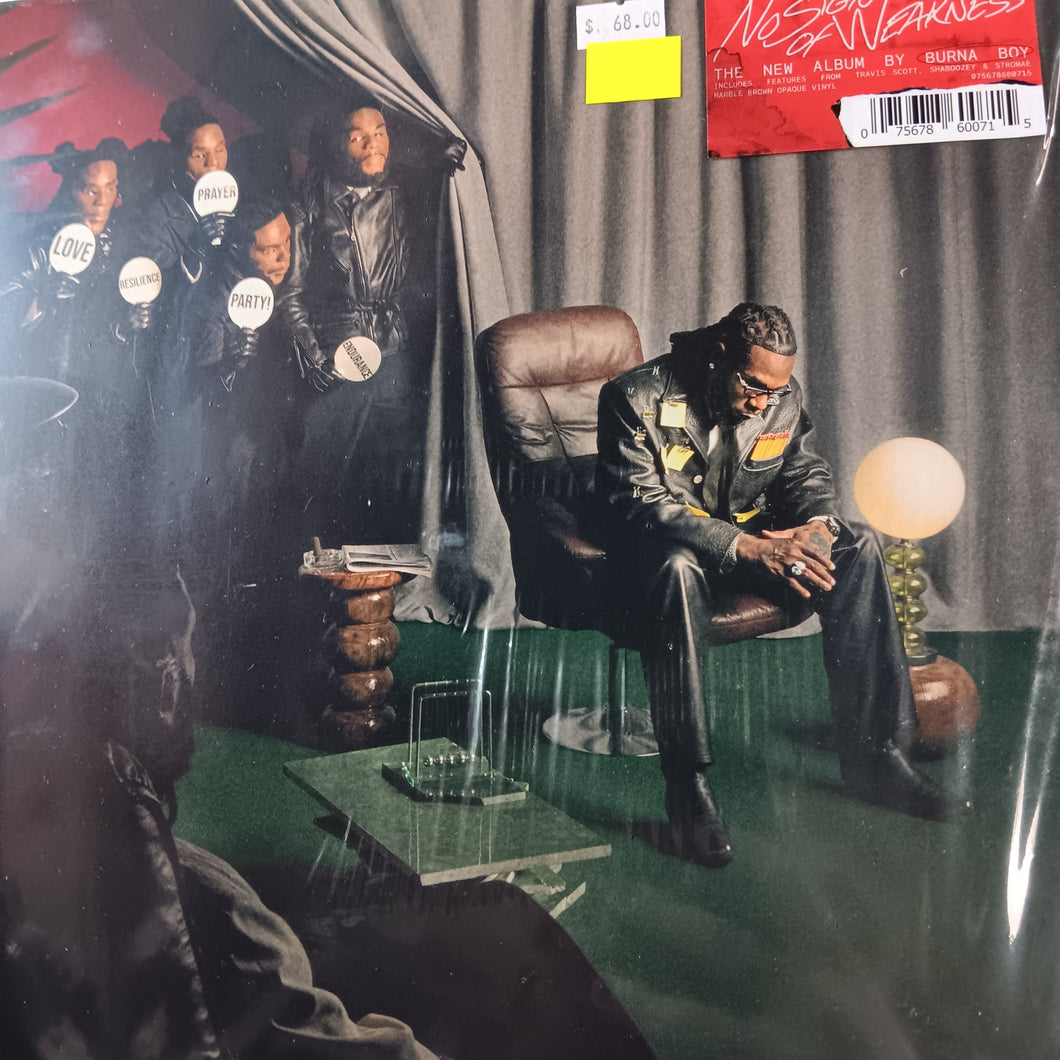 $. 68.00
NO SIGN
OF WEAKNESS
THE NEW ALBUM BY BURNA BOY
INCLUDES FEATURES FROM TRAVIS SCOTT, SHABOOZEY & STROMAE
MARBLE BROWN OPAQUE VINYL 075678600715
0 75678 60071 5
PRAYER
LOVE
RESILIENCE
PARTY!
ENDURANCE